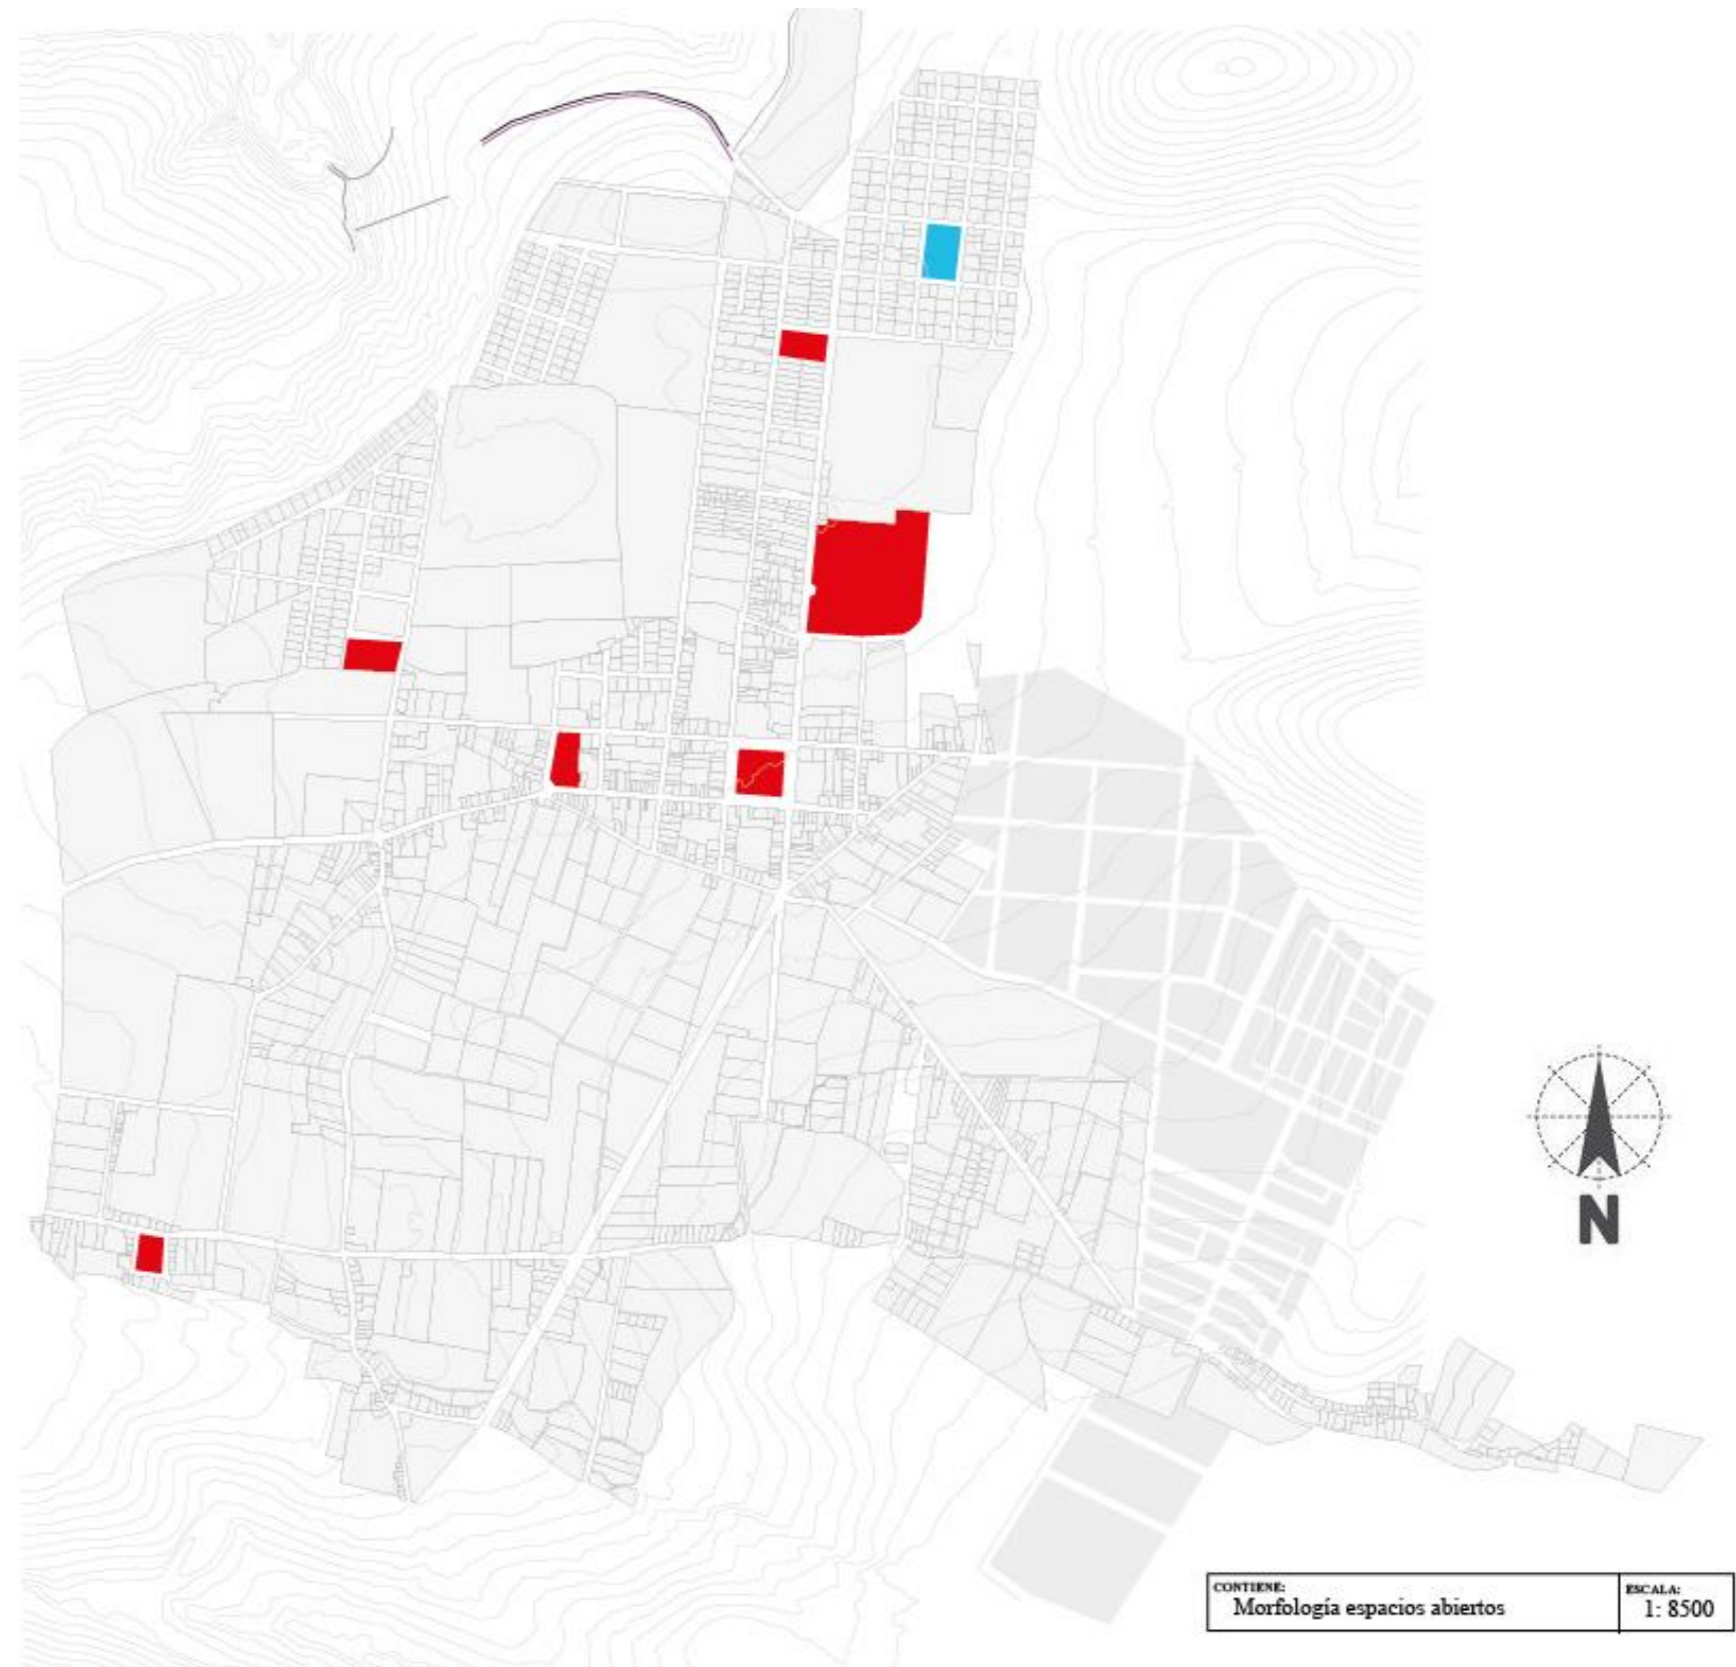 N
CONTIENE:
Morfología espacios abiertos
ESCALA:
1: 8500